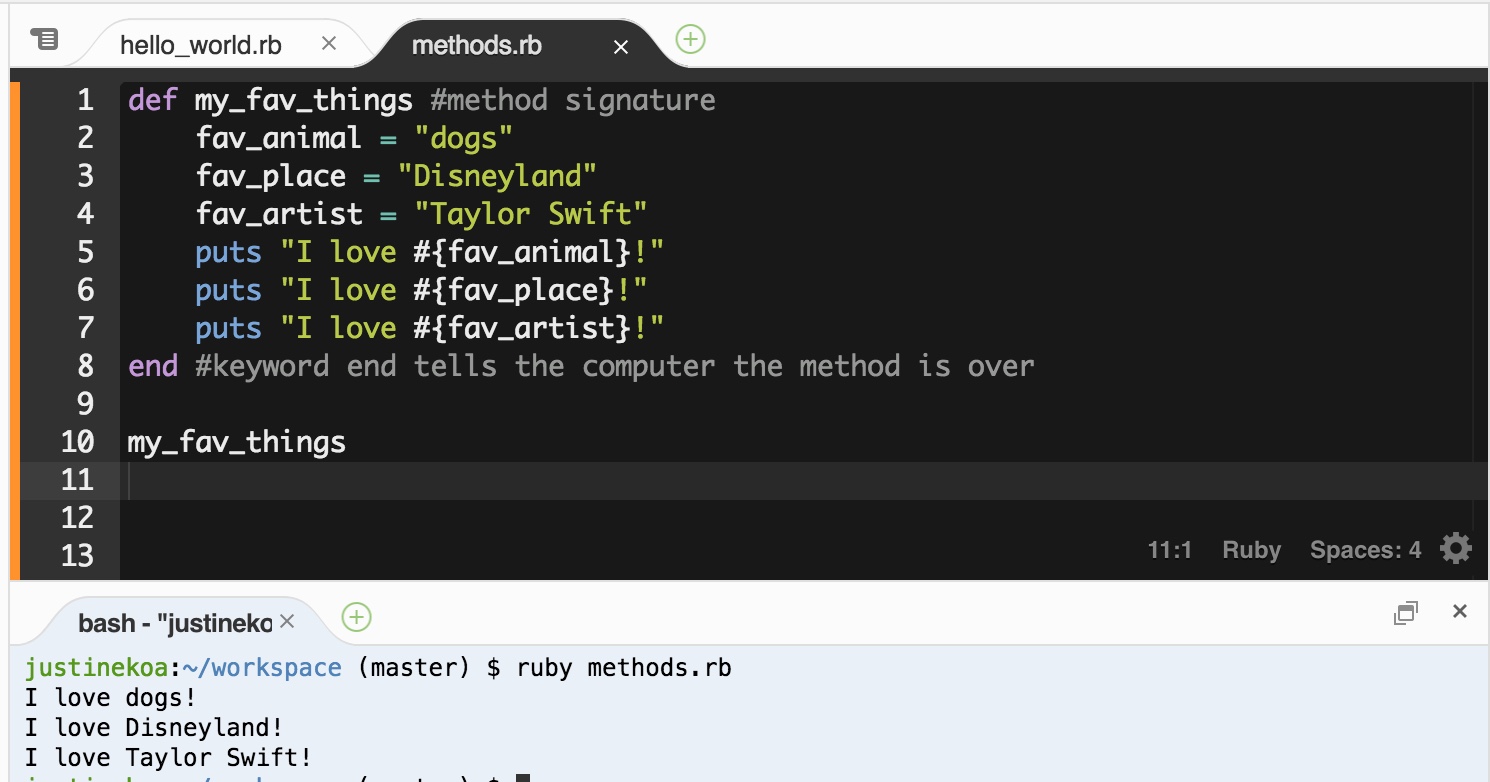 hello_world.rb × methods.rb ×
1 def my_fav_things #method signature
2     fav_animal = "dogs"
3     fav_place = "Disneyland"
4     fav_artist = "Taylor Swift"
5     puts "I love #{fav_animal}!"
6     puts "I love #{fav_place}!"
7     puts "I love #{fav_artist}!"
8 end #keyword end tells the computer the method is over
9
10 my_fav_things
11
12
13
11:1 Ruby Spaces: 4
bash - "justineko ×
justinekoa:~/workspace (master) $ ruby methods.rb
I love dogs!
I love Disneyland!
I love Taylor Swift!